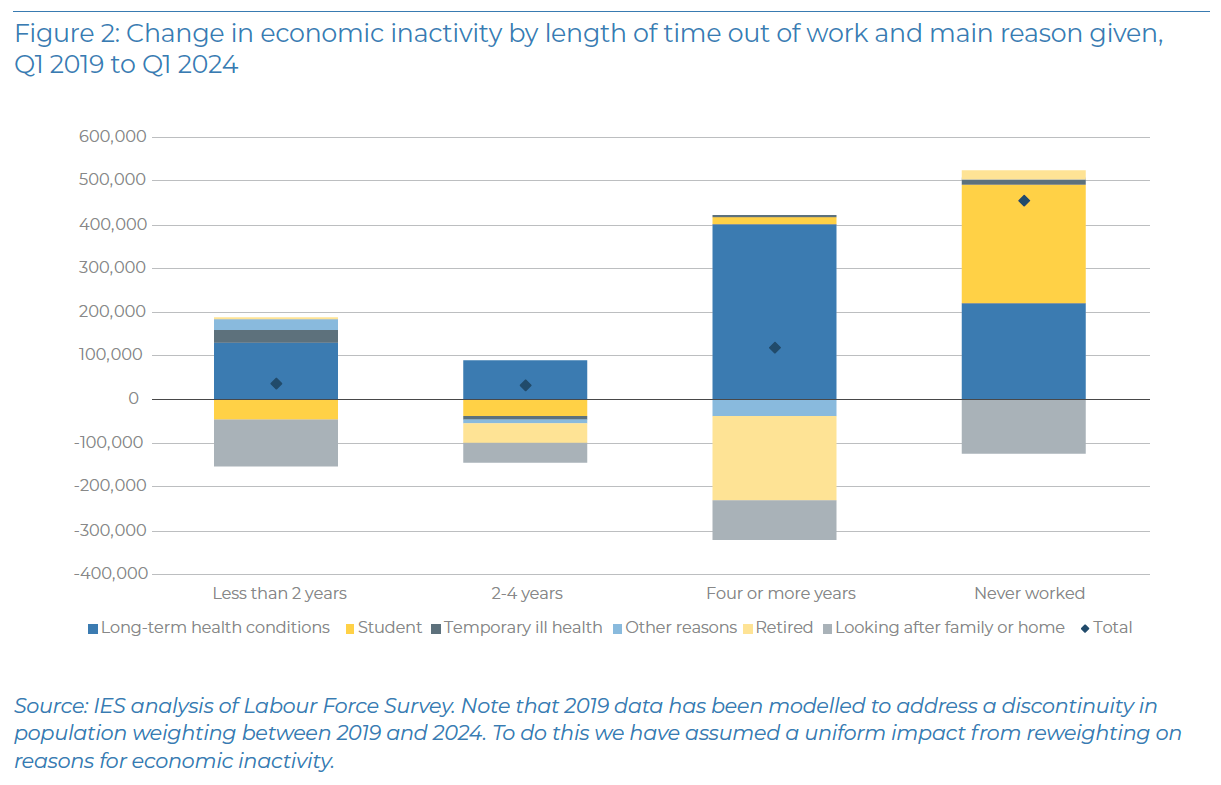 Figure 2: Change in economic inactivity by length of time out of work and main reason given,
Q1 2019 to Q1 2024
600,000
500,000
400,000
300,000
200,000
100,000
0
-100,000
-200,000
-300,000
-400,000
Less than 2 years 2-4 years Four or more years Never worked
Long-term health conditions Student Temporary ill health Other reasons Retired Looking after family or home Total
Source: IES analysis of Labour Force Survey. Note that 2019 data has been modelled to address a discontinuity in
population weighting between 2019 and 2024. To do this we have assumed a uniform impact from reweighting on
reasons for economic inactivity.